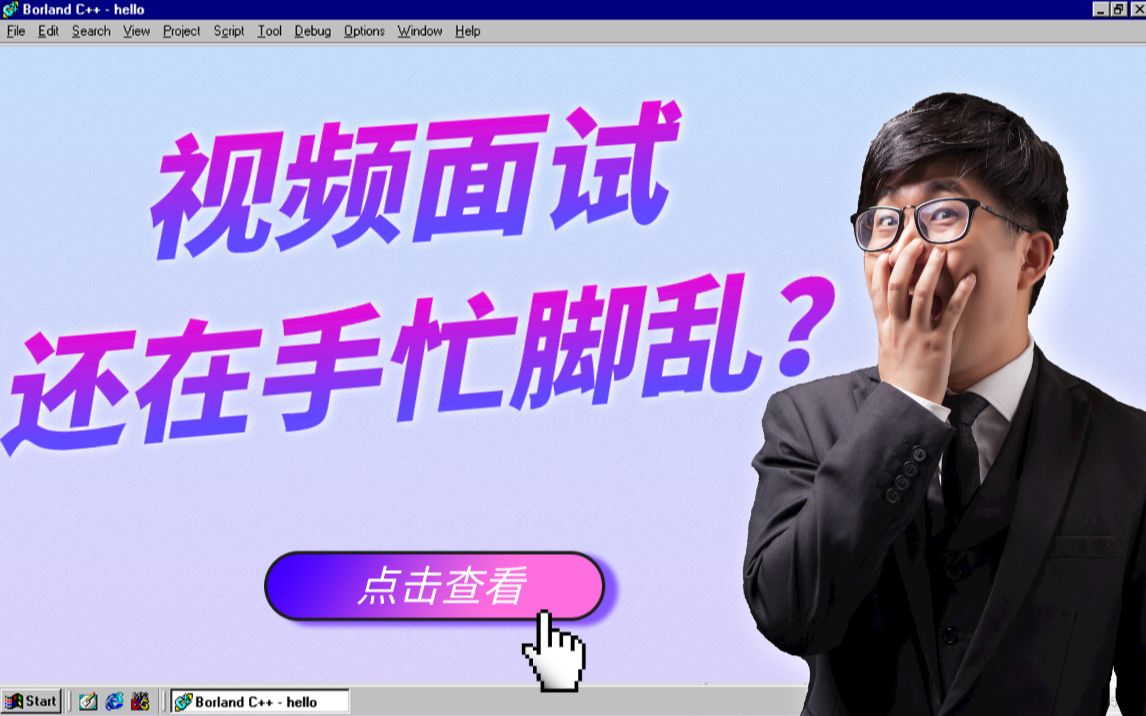 Borland C++ - hello
File Edit Search View Project Script Tool Debug Options Window Help
视频面试
还在手忙脚乱？
点击查看
Start Borland C++ - hello